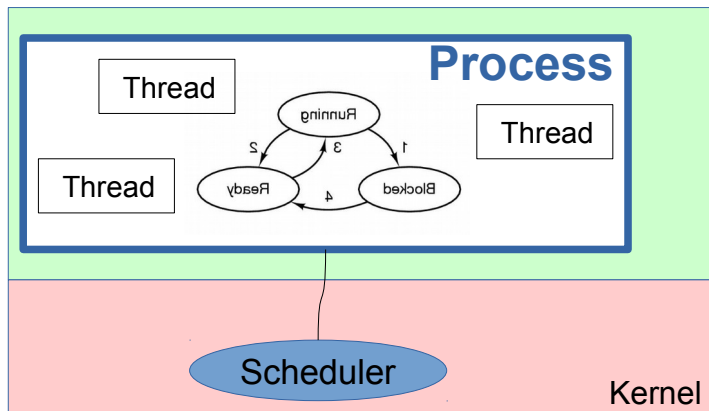 Process
Thread
Running
Thread
2
3
1
Thread
Ready
Blocked
4
Scheduler
Kernel